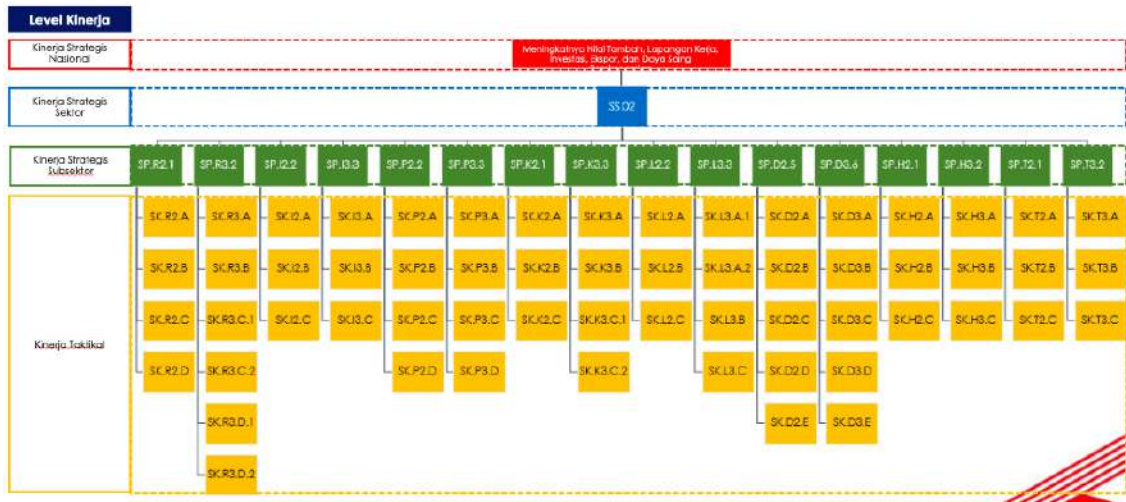 Level Kinerja
Kinerja Strategis
Nasional
Meningkatnya Nilai Tambah, Lapangan Kerja,
Investasi, Ekspor, dan Daya Saing
Kinerja Strategis
Sektor
SS.D2
Kinerja Strategis
Subsektor
SP.R2.1 SP.R3.2 SP.I2.2 SP.I3.3 SP.P2.2 SP.P3.3 SP.K2.1 SP.K3.3 SP.L2.2 SP.L3.3 SP.D2.5 SP.D3.6 SP.H2.1 SP.H3.2 SP.T2.1 SP.T3.2
SK.R2.A SK.R3.A SK.I2.A SK.I3.A SK.P2.A SK.P3.A SK.K2.A SK.K3.A SK.L2.A SK.L3.A.1 SK.D2.A SK.D3.A SK.H2.A SK.H3.A SK.T2.A SK.T3.A
SK.R2.B SK.R3.B SK.I2.B SK.I3.B SK.P2.B SK.P3.B SK.K2.B SK.K3.B SK.L2.B SK.L3.A.2 SK.D2.B SK.D3.B SK.H2.B SK.H3.B SK.T2.B SK.T3.B
SK.R2.C SK.R3.C.1 SK.I2.C SK.I3.C SK.P2.C SK.P3.C SK.K2.C SK.K3.C.1 SK.L2.C SK.L3.B SK.D2.C SK.D3.C SK.H2.C SK.H3.C SK.T2.C SK.T3.C
Kinerja Taktikal
SK.R2.D SK.R3.C.2 SK.P2.D SK.P3.D SK.K3.C.2 SK.L3.C SK.D2.D SK.D3.D
SK.R3.D.1 SK.D2.E SK.D3.E
SK.R3.D.2